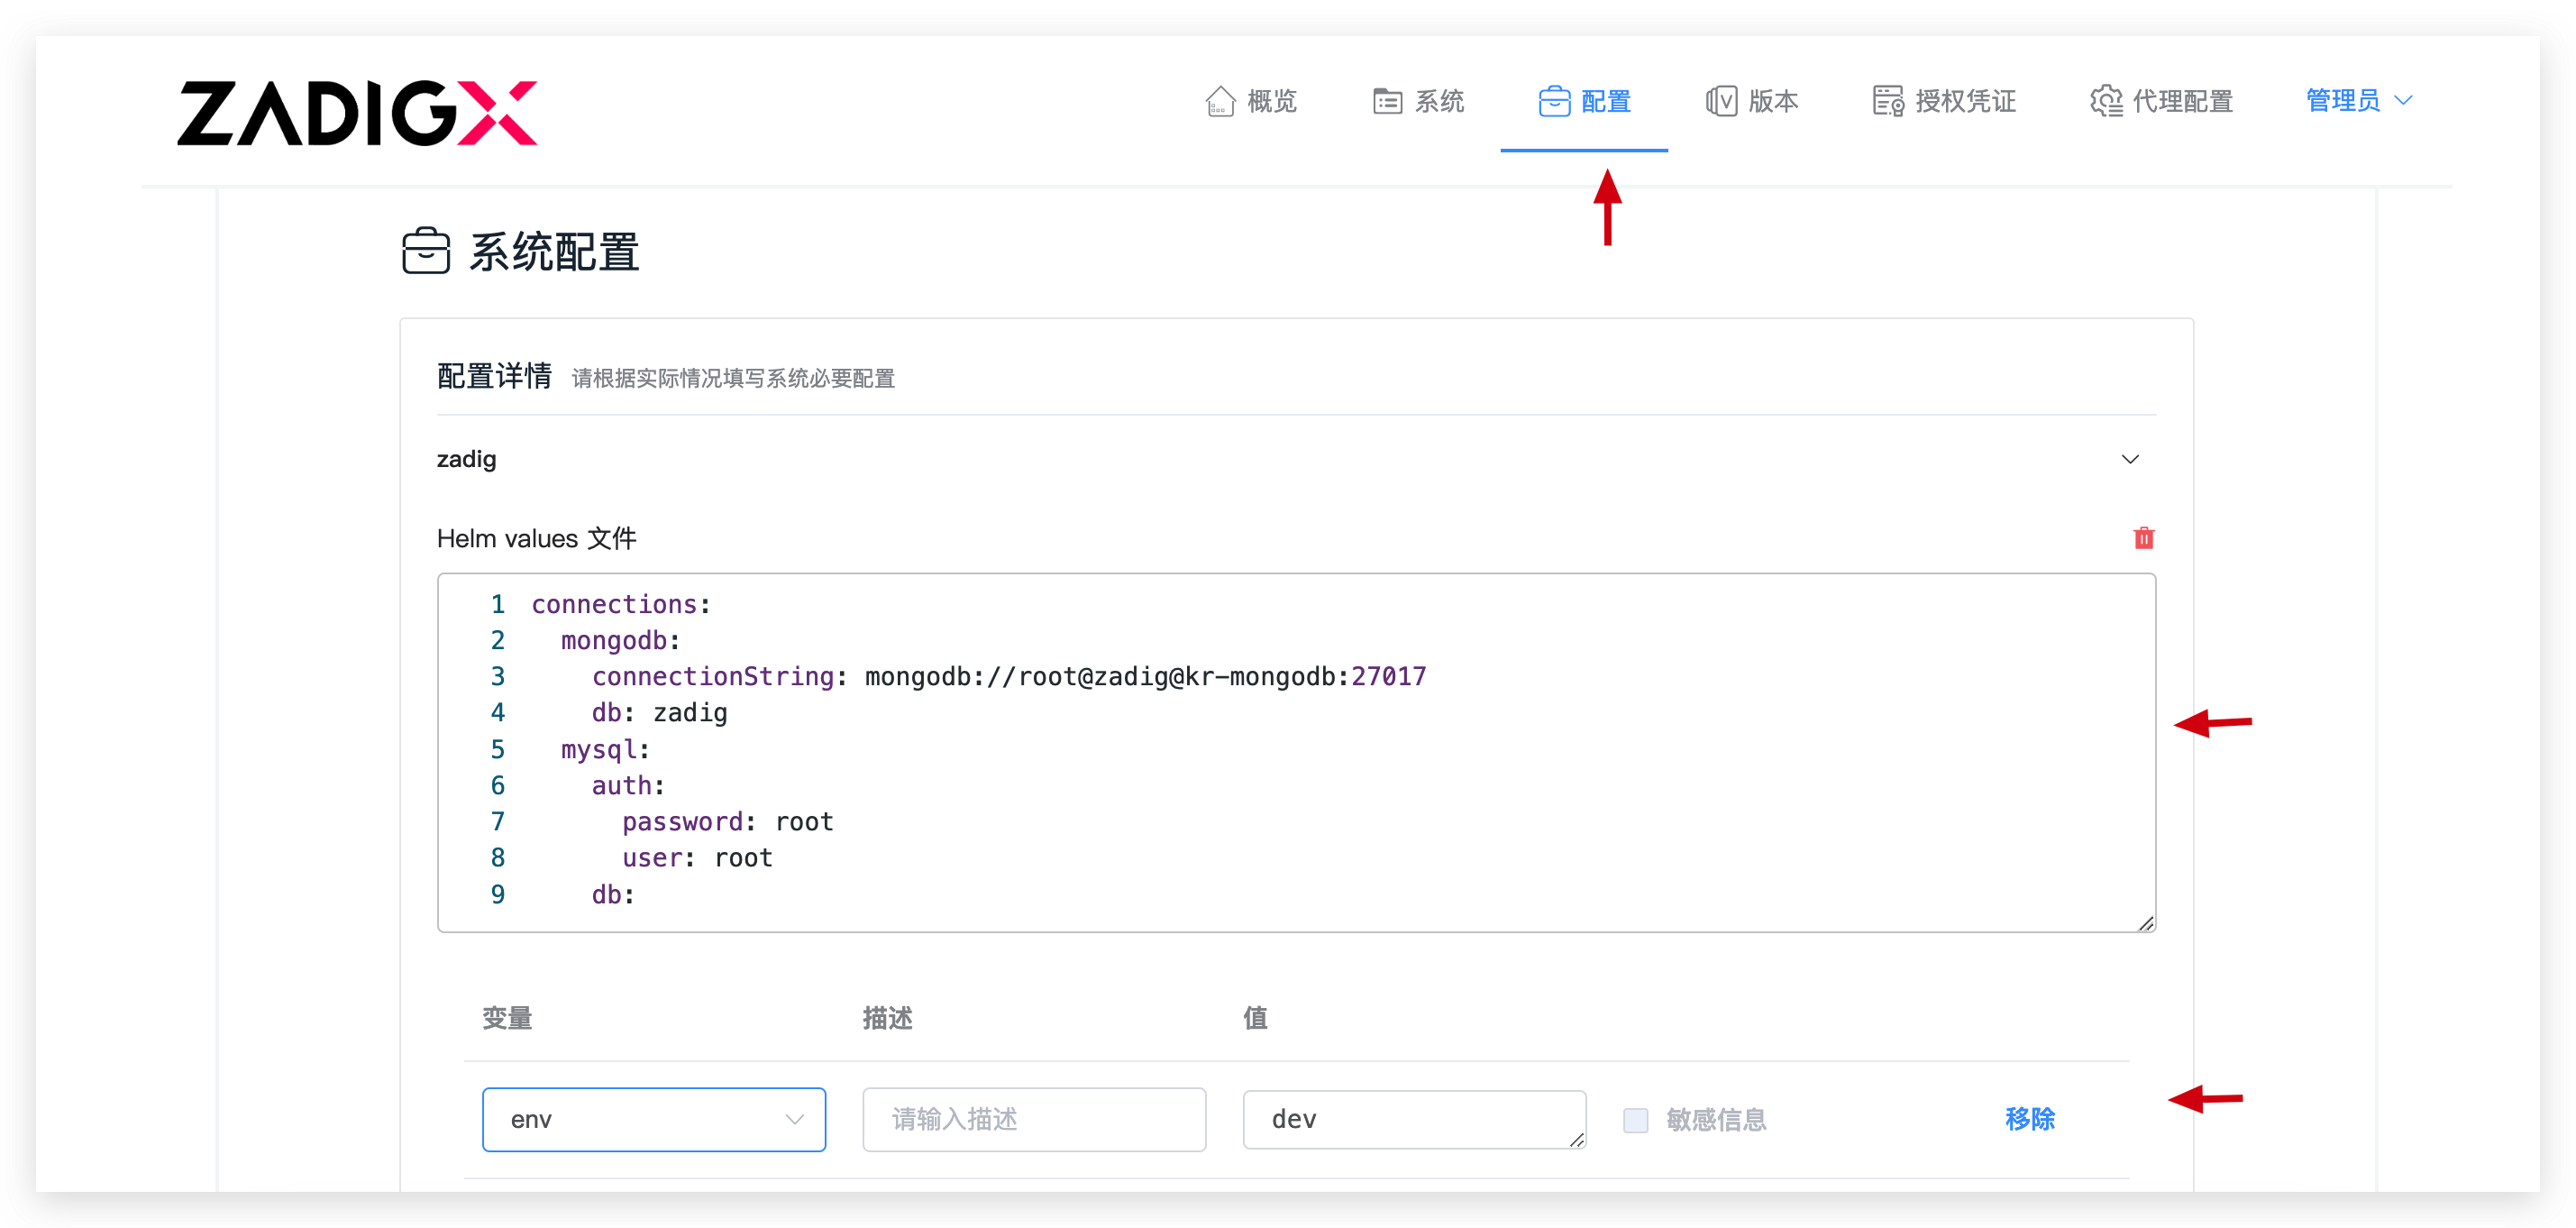 ZADIGX
概览 系统 配置 版本 授权凭证 代理配置 管理员
系统配置
配置详情 请根据实际情况填写系统必要配置
zadig
Helm values 文件
1 connections:
2 mongodb:
3 connectionString: mongodb://root@zadig@kr-mongodb:27017
4 db: zadig
5 mysql:
6 auth:
7 password: root
8 user: root
9 db:
变量 描述 值
env 请输入描述 dev 敏感信息 移除